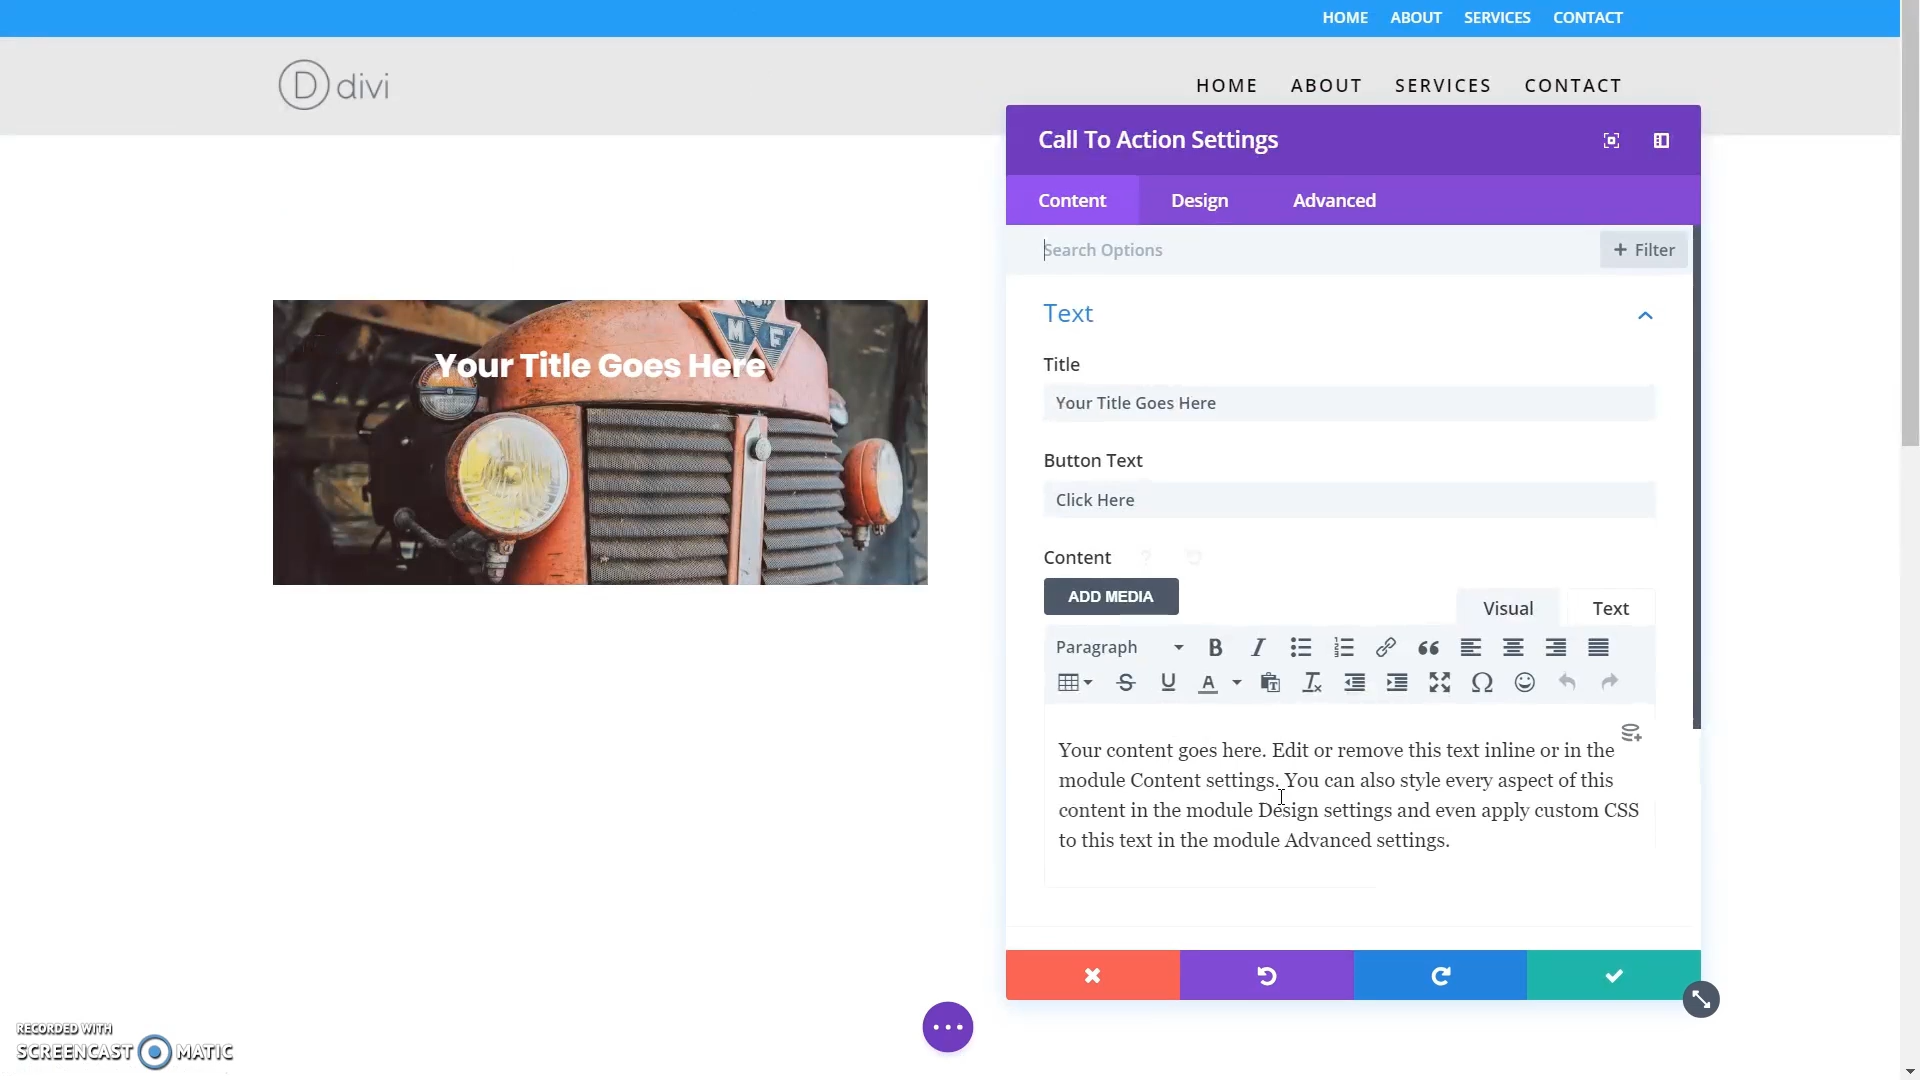 HOME ABOUT SERVICES CONTACT
D divi
HOME ABOUT SERVICES CONTACT
Call To Action Settings
Content Design Advanced
Search Options
+ Filter
Text
Title
Your Title Goes Here
Button Text
Click Here
Content
ADD MEDIA
Visual Text
Paragraph
Your content goes here. Edit or remove this text inline or in the
module Content settings. You can also style every aspect of this
content in the module Design settings and even apply custom CSS
to this text in the module Advanced settings.
M F
Your Title Goes Here
RECORDED WITH
SCREENCAST MATIC